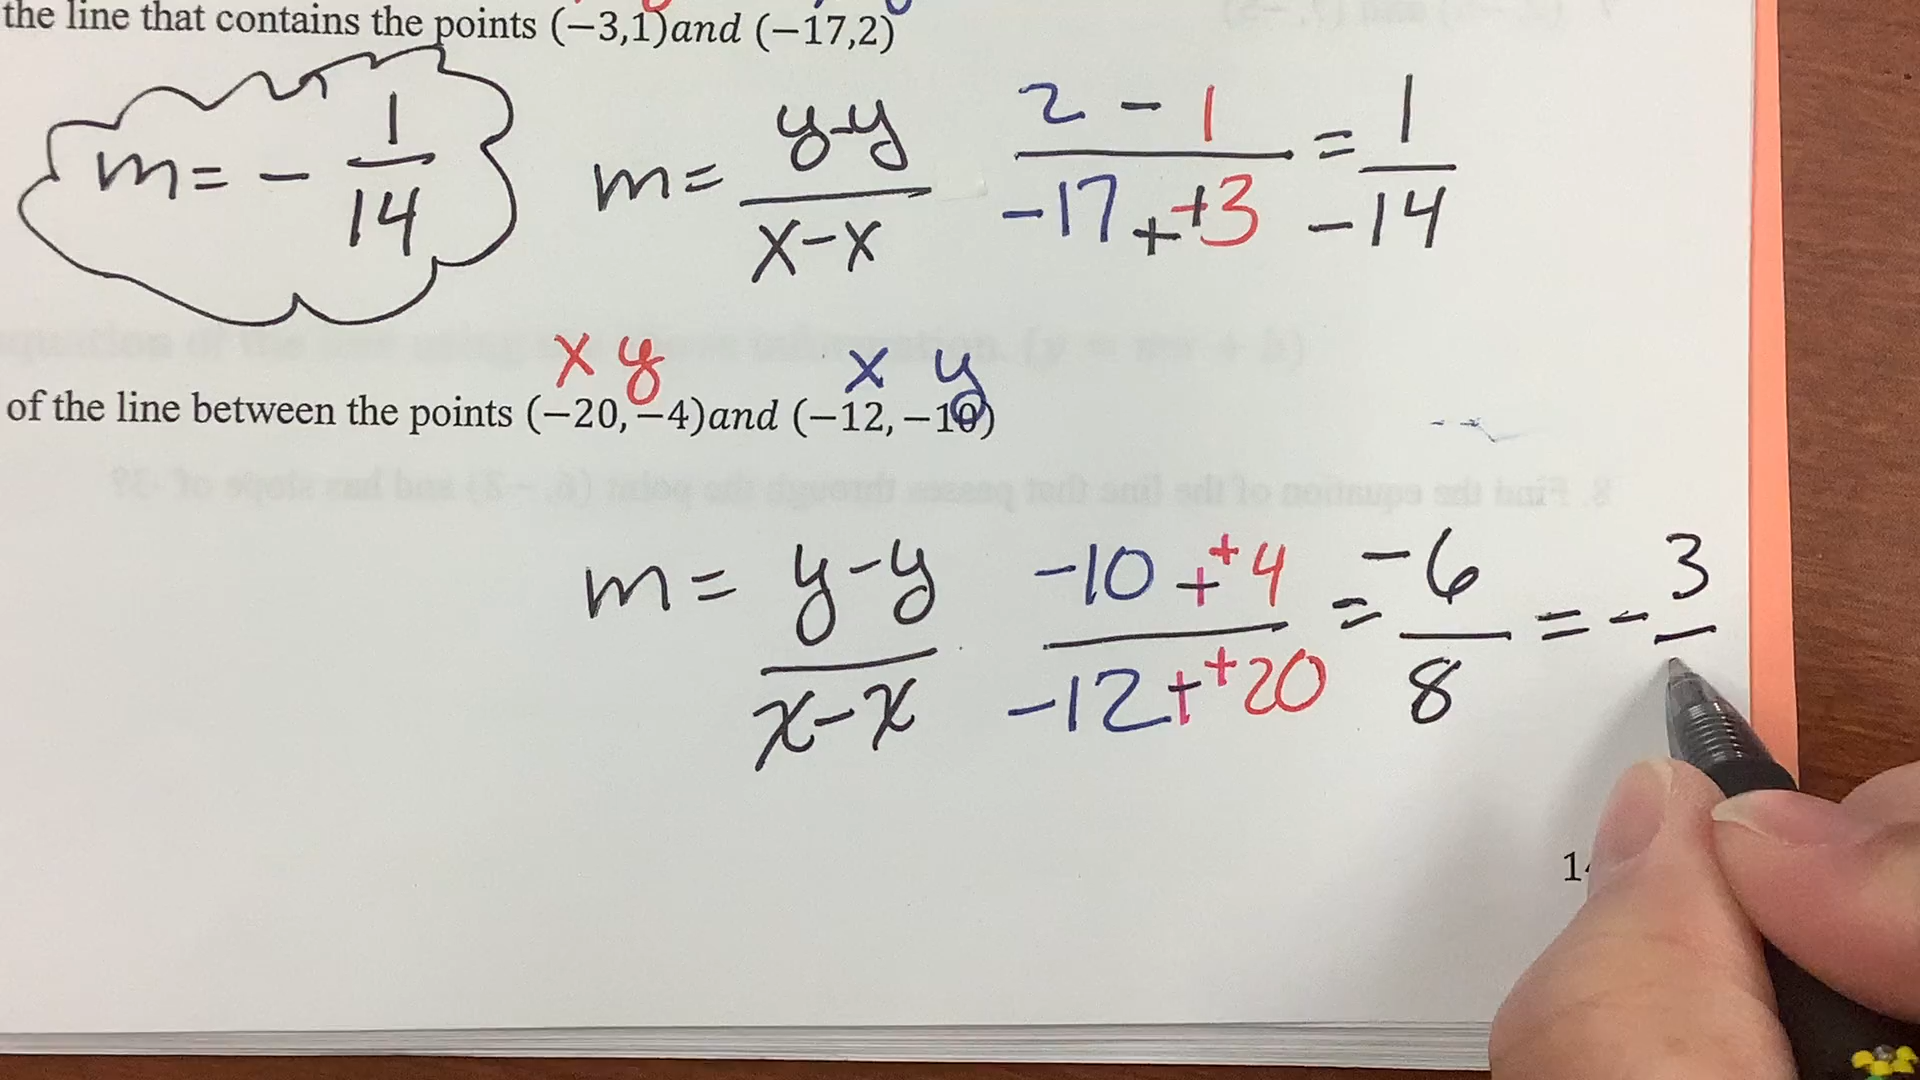 the line that contains the points (−3,1)and (−17,2)
m = - 1/14
m = y-y/x-x
2 - 1/-17 + +3 = 1/-14
x y x y
of the line between the points (−20, −4)and (−12, −10)
m = y-y/x-x
-10 + +4/-12 + +20 = -6/8 = - 3